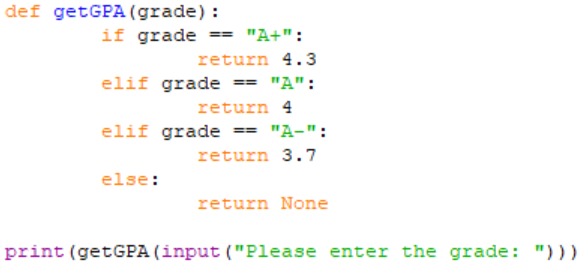 def getGPA(grade):
        if grade == "A+":
                return 4.3
        elif grade == "A":
                return 4
        elif grade == "A-":
                return 3.7
        else:
                return None

print(getGPA(input("Please enter the grade: ")))